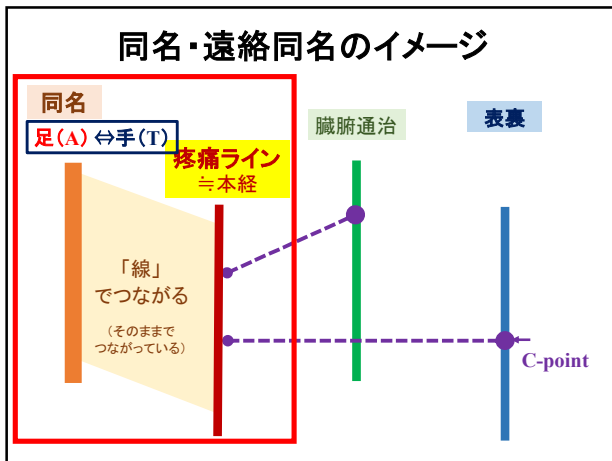 同名・遠絡同名のイメージ
同名
足（A）⇔手（T）
疼痛ライン
≒本経
臓腑通治
表裏
「線」
でつながる
（そのままで
つながっている）
C-point